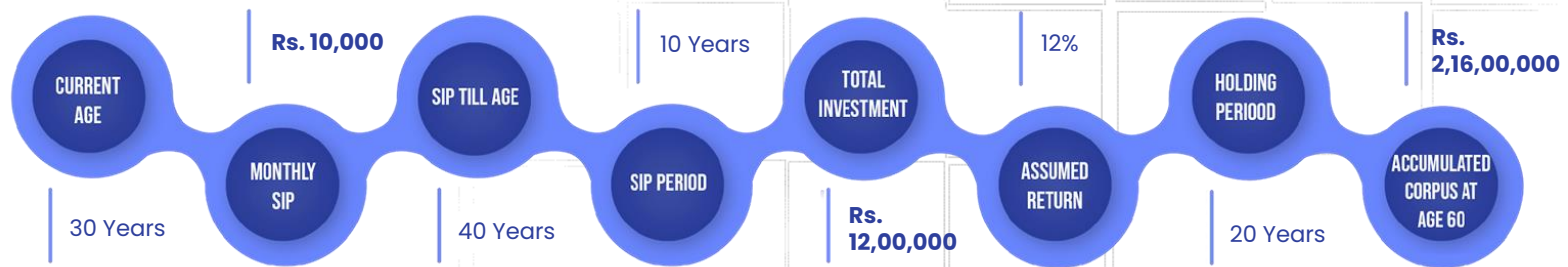 CURRENT
AGE
30 Years
Rs. 10,000
MONTHLY
SIP
SIP TILL AGE
40 Years
10 Years
SIP PERIOD
TOTAL
INVESTMENT
Rs.
12,00,000
12%
ASSUMED
RETURN
HOLDING
PERIOOD
20 Years
Rs.
2,16,00,000
ACCUMULATED
CORPUS AT
AGE 60